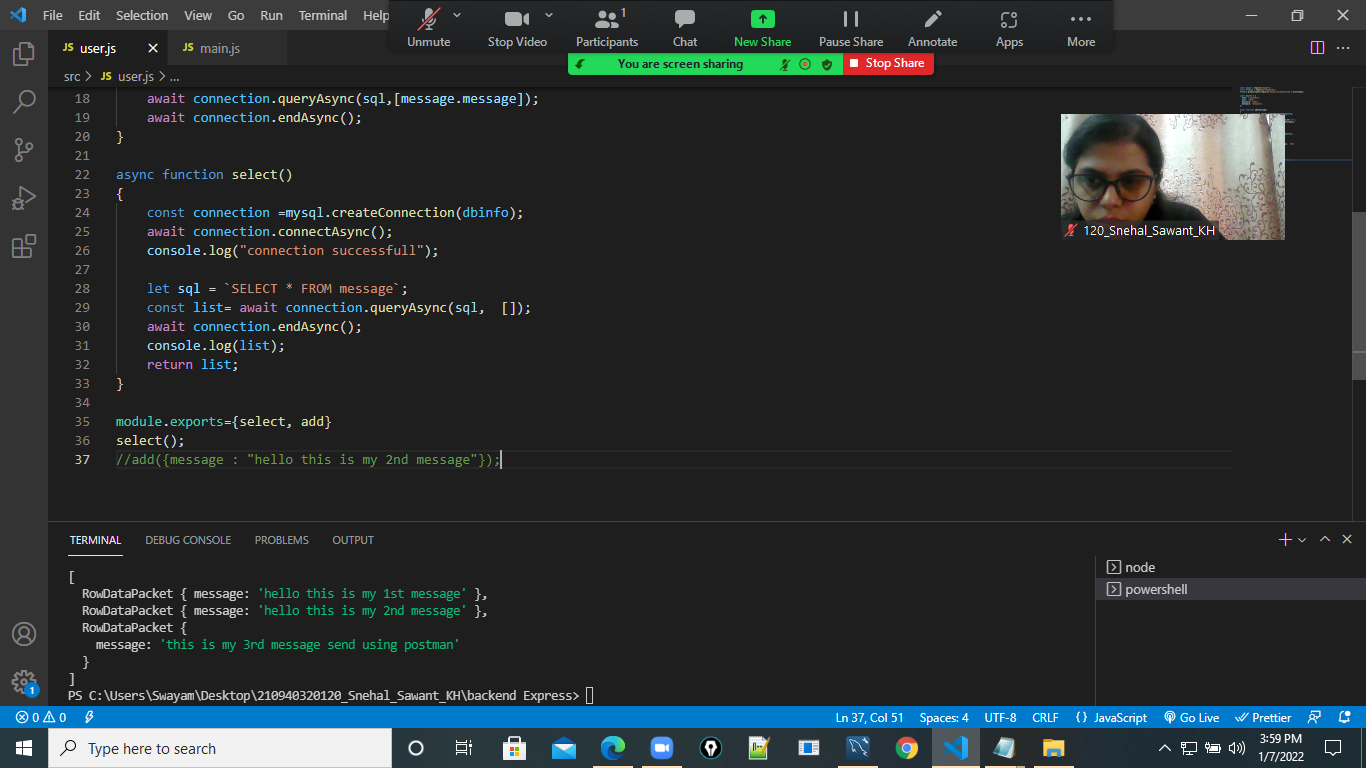 File Edit Selection View Go Run Terminal Help
Unmute Stop Video Participants 1 Chat New Share Pause Share Annotate Apps More
You are screen sharing Stop Share
JS user.js JS main.js
src > JS user.js > ...
18 await connection.queryAsync(sql,[message.message]);
19 await connection.endAsync();
20 }
21
22 async function select()
23 {
24 const connection =mysql.createConnection(dbinfo);
25 await connection.connectAsync();
26 console.log("connection successfull");
27
28 let sql = `SELECT * FROM message`;
29 const list= await connection.queryAsync(sql,  []);
30 await connection.endAsync();
31 console.log(list);
32 return list;
33 }
34
35 module.exports={select, add}
36 select();
37 //add({message : "hello this is my 2nd message"});
120_Snehal_Sawant_KH
TERMINAL DEBUG CONSOLE PROBLEMS OUTPUT
[
RowDataPacket { message: 'hello this is my 1st message' },
RowDataPacket { message: 'hello this is my 2nd message' },
RowDataPacket {
message: 'this is my 3rd message send using postman'
}
]
PS C:\Users\Swayam\Desktop\210940320120_Snehal_Sawant_KH\backend Express>
node
powershell
1
0 0 Ln 37, Col 51 Spaces: 4 UTF-8 CRLF {} JavaScript Go Live Prettier
Type here to search
3:59 PM
1/7/2022